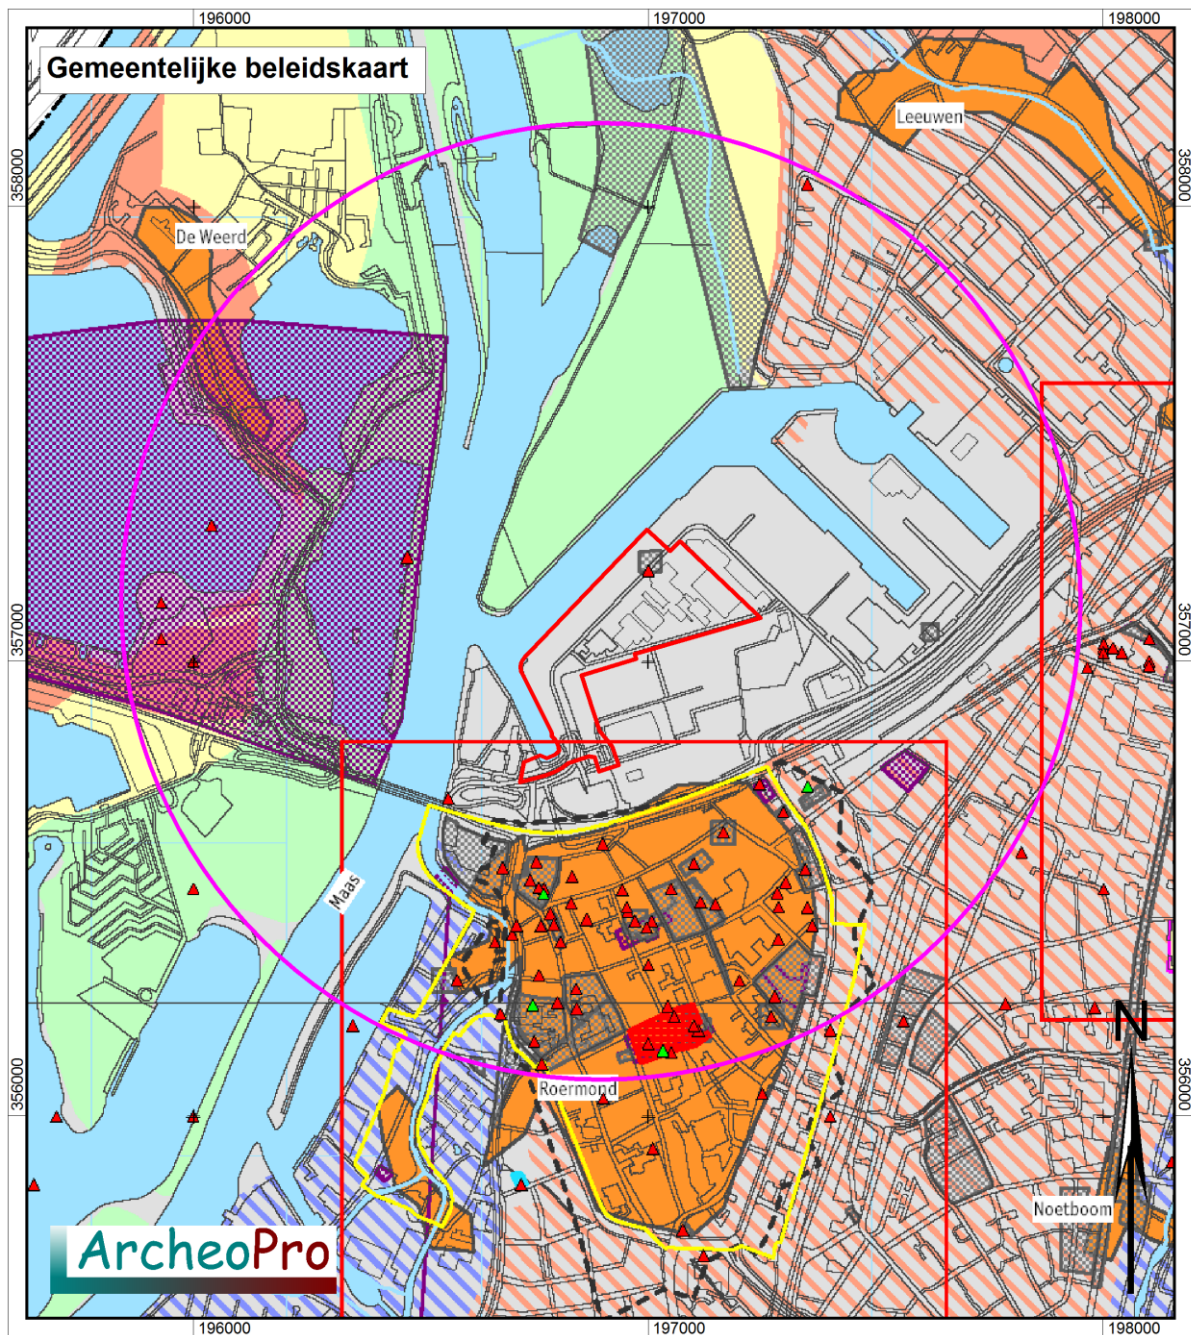 196000
197000
198000
Gemeentelijke beleidskaart
Leeuwen
358000
358000
De Weerd
357000
357000
Maas
N
356000
356000
Roermond
Noetboom
ArcheoPro
196000
197000
198000